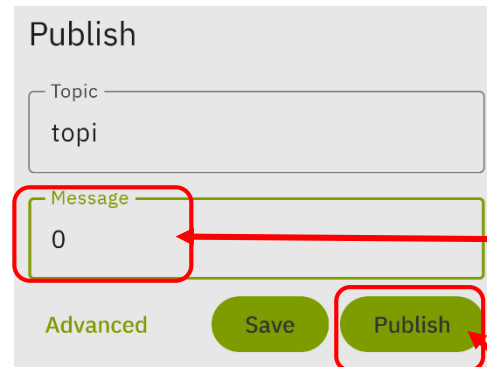 Publish
Topic
topi
Message
0
Advanced Save Publish